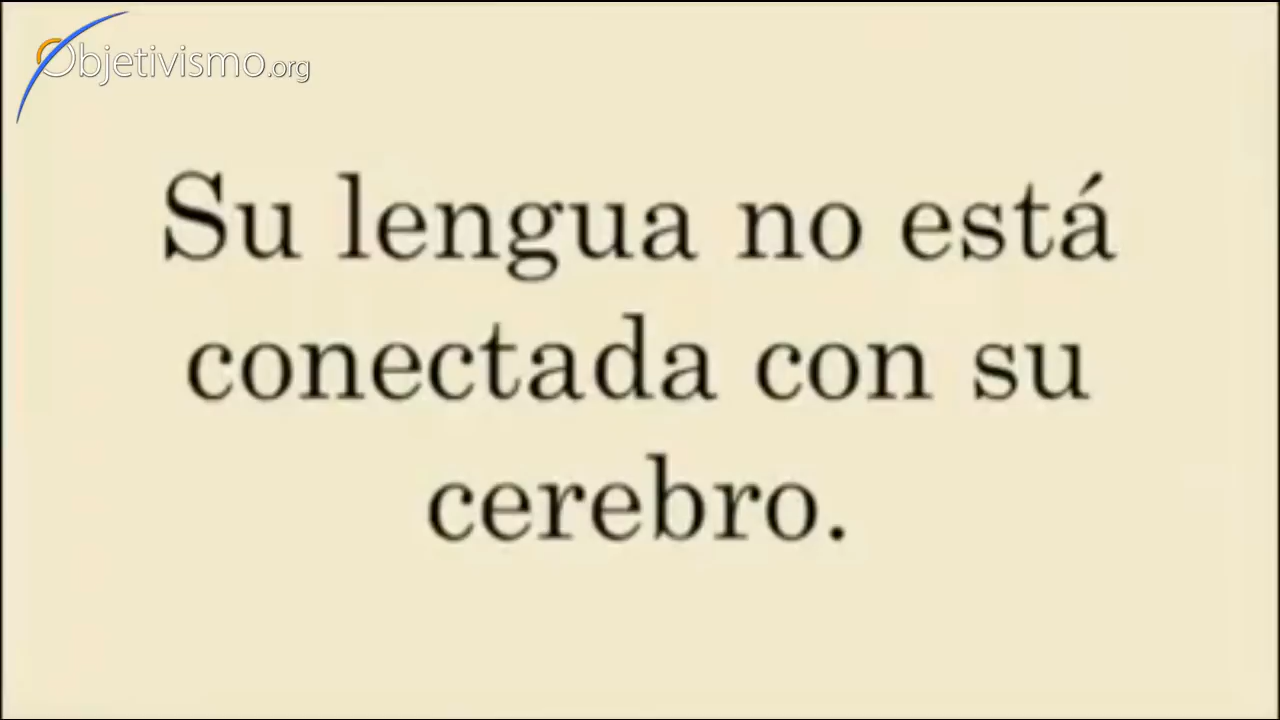 Objetivismo.org
Su lengua no está
conectada con su
cerebro.